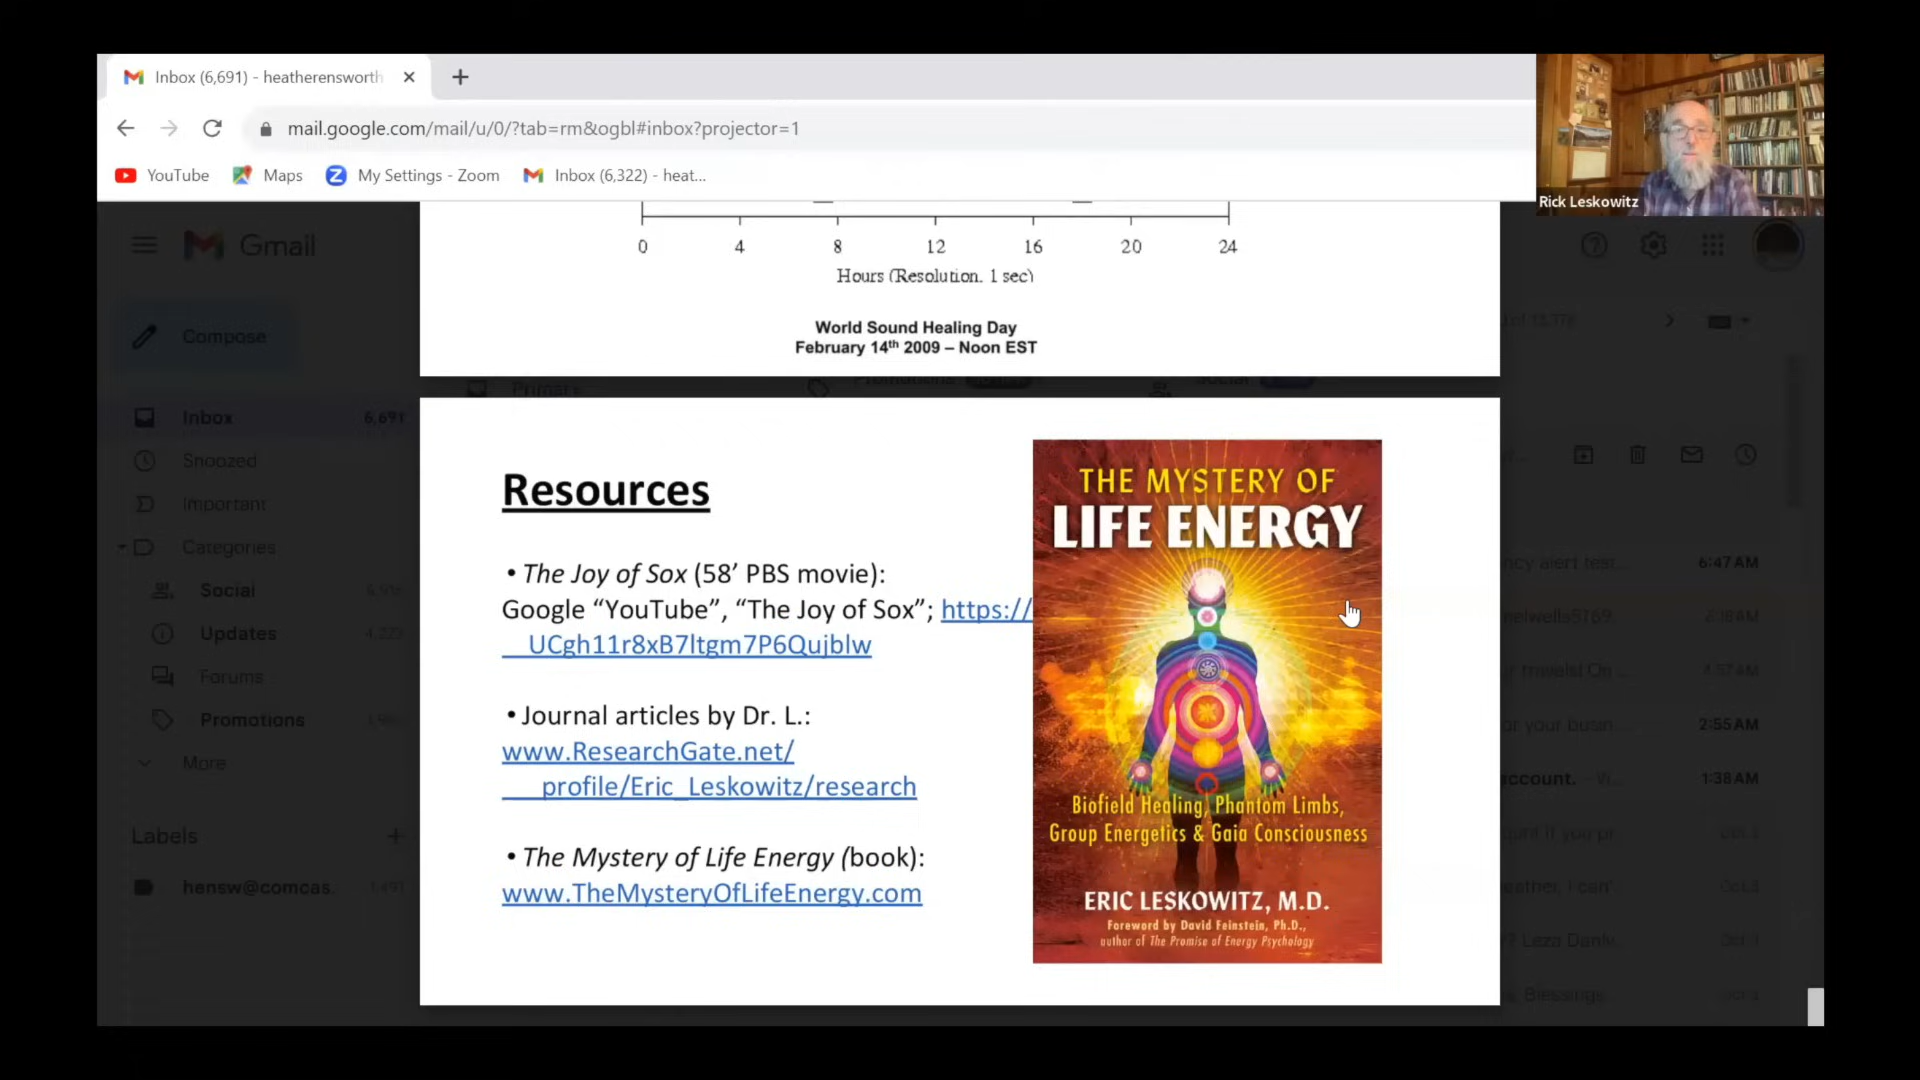 Inbox (6,691) - heatherensworth
mail.google.com/mail/u/0/?tab=rm&ogbl#inbox?projector=1
YouTube
Maps
My Settings - Zoom
Inbox (6,322) - heat...
Rick Leskowitz
Gmail
Compose
Inbox 6,691
Snoozed
Important
Categories
Social
Updates
Forums
Promotions
More
Labels
hensw@comcas.
0 4 8 12 16 20 24
Hours (Resolution, 1 sec)
World Sound Healing Day
February 14th 2009 – Noon EST
Resources
• The Joy of Sox (58’ PBS movie):
Google “YouTube”, “The Joy of Sox”; https://
UCgh11r8xB7ltgm7P6Qujblw
• Journal articles by Dr. L.:
www.ResearchGate.net/
profile/Eric_Leskowitz/research
• The Mystery of Life Energy (book):
www.TheMysteryOfLifeEnergy.com
THE MYSTERY OF
LIFE ENERGY
Biofield Healing, Phantom Limbs,
Group Energetics & Gaia Consciousness
ERIC LESKOWITZ, M.D.
Foreword by David Feinstein, Ph.D.,
author of The Promise of Energy Psychology
6:47 AM
2:55 AM
account.
1:38 AM